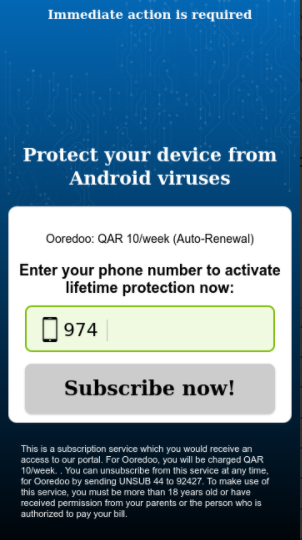 Immediate action is required
Protect your device from
Android viruses
Ooredoo: QAR 10/week (Auto-Renewal)
Enter your phone number to activate
lifetime protection now:
974
Subscribe now!
This is a subscription service which you would receive an
access to our portal. For Ooredoo, you will be charged QAR
10/week. . You can unsubscribe from this service at any time,
for Ooredoo by sending UNSUB 44 to 92427. To make use of
this service, you must be more than 18 years old or have
received permission from your parents or the person who is
authorized to pay your bill.